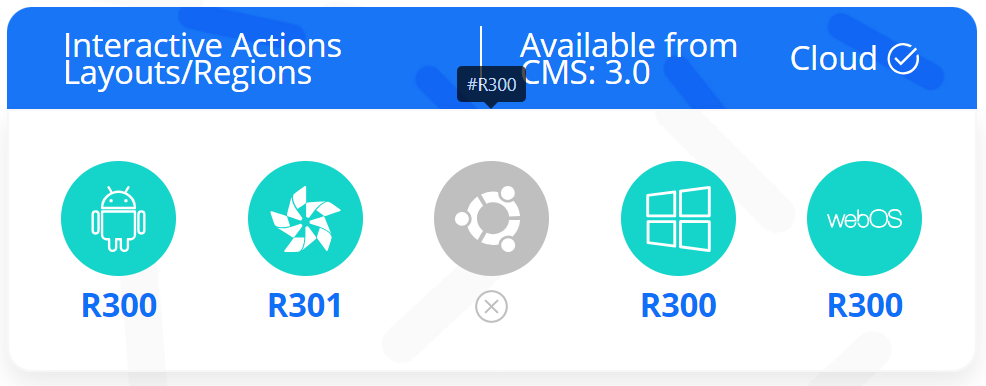 Interactive Actions
Layouts/Regions
Available from
CMS: 3.0
Cloud
#R300
webOS
R300
R301
R300
R300